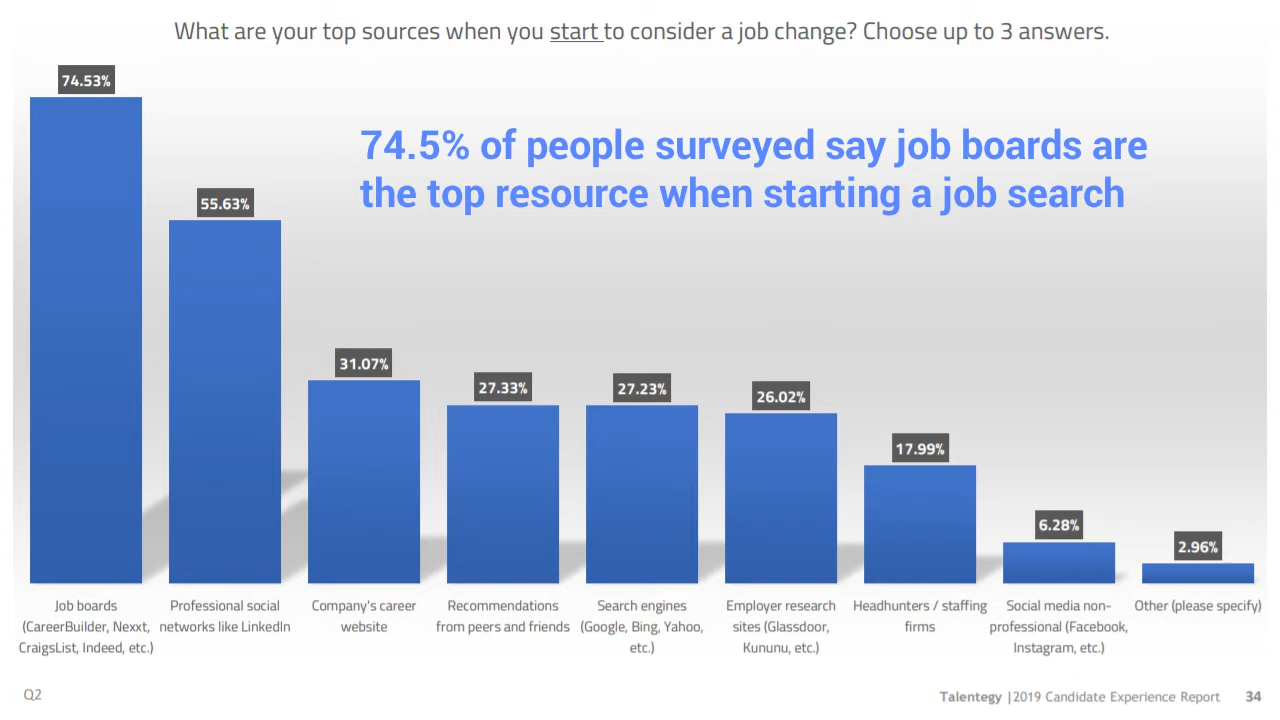 What are your top sources when you start to consider a job change? Choose up to 3 answers.
74.5% of people surveyed say job boards are
the top resource when starting a job search
74.53%
55.63%
31.07%
27.33%
27.23%
26.02%
17.99%
6.28%
2.96%
Job boards
(CareerBuilder, Nexxt,
CraigsList, Indeed, etc.)
Professional social
networks like LinkedIn
Company's career
website
Recommendations
from peers and friends
Search engines
(Google, Bing, Yahoo,
etc.)
Employer research
sites (Glassdoor,
Kununu, etc.)
Headhunters / staffing
firms
Social media non-
professional (Facebook,
Instagram, etc.)
Other (please specify)
Q2
Talentegy |2019 Candidate Experience Report 34